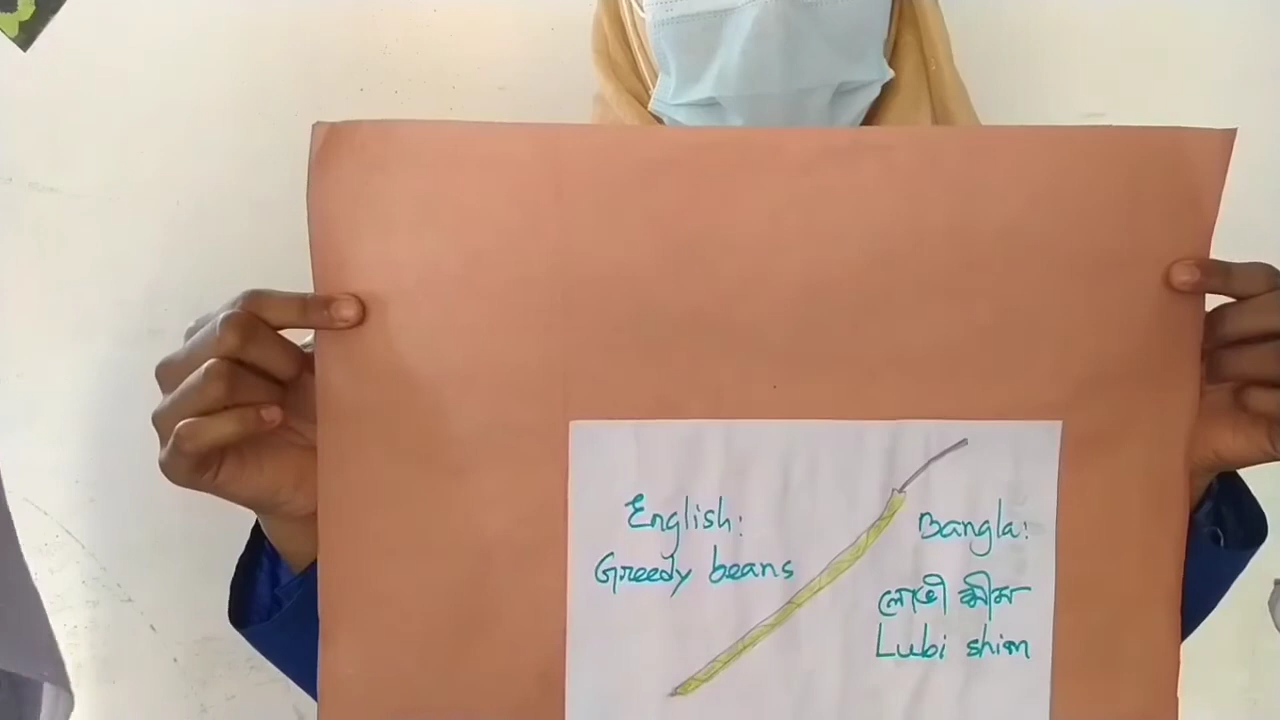 English:
Greedy beans
Bangla:
লোভী শীম
Lubi shim